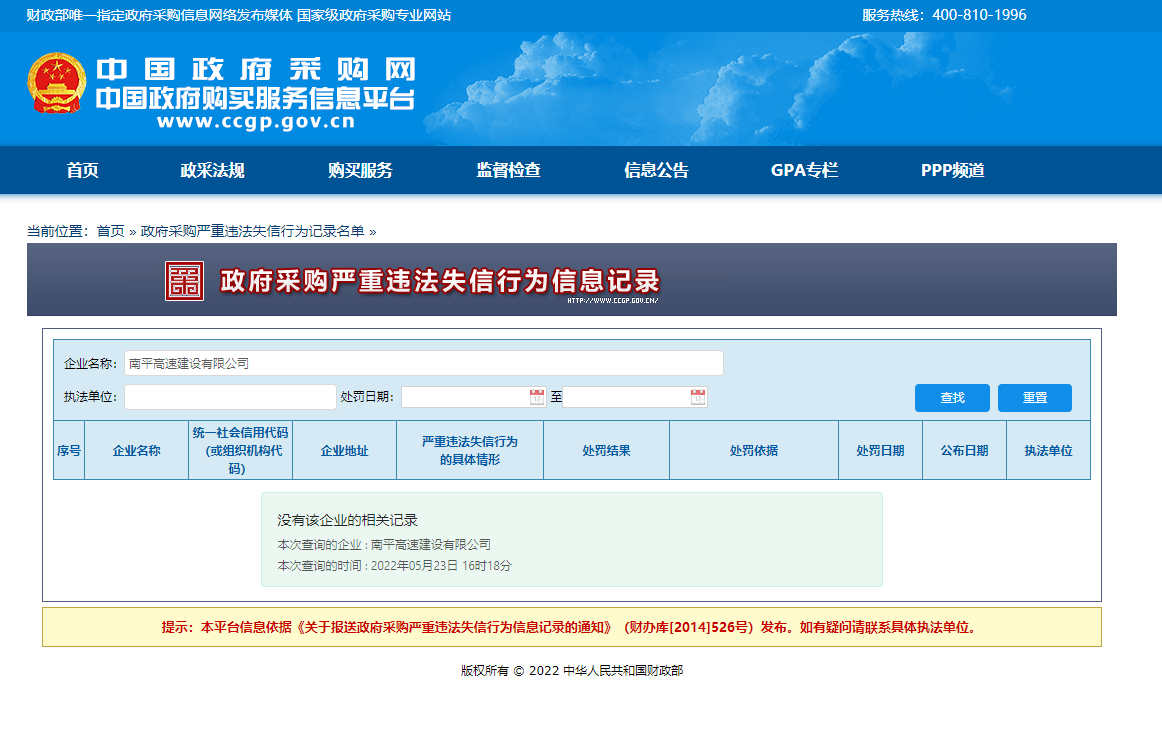 财政部唯一指定政府采购信息网络发布媒体 国家级政府采购专业网站
服务热线：400-810-1996
中国政府采购网
中国政府购买服务信息平台
www.ccgp.gov.cn
首页 政采法规 购买服务 监督检查 信息公告 GPA专栏 PPP频道
当前位置：首页 » 政府采购严重违法失信行为记录名单 »
政府采购严重违法失信行为信息记录
HTTP://WWW.CCGP.GOV.CN/
企业名称： 南平高速建设有限公司
执法单位： 处罚日期： 至 查找 重置
序号 企业名称 统一社会信用代码(或组织机构代码) 企业地址 严重违法失信行为的具体情形 处罚结果 处罚依据 处罚日期 公布日期 执法单位
没有该企业的相关记录
本次查询的企业 : 南平高速建设有限公司
本次查询的时间 : 2022年05月23日 16时18分
提示：本平台信息依据《关于报送政府采购严重违法失信行为信息记录的通知》（财办库[2014]526号）发布。如有疑问请联系具体执法单位。
版权所有 © 2022 中华人民共和国财政部